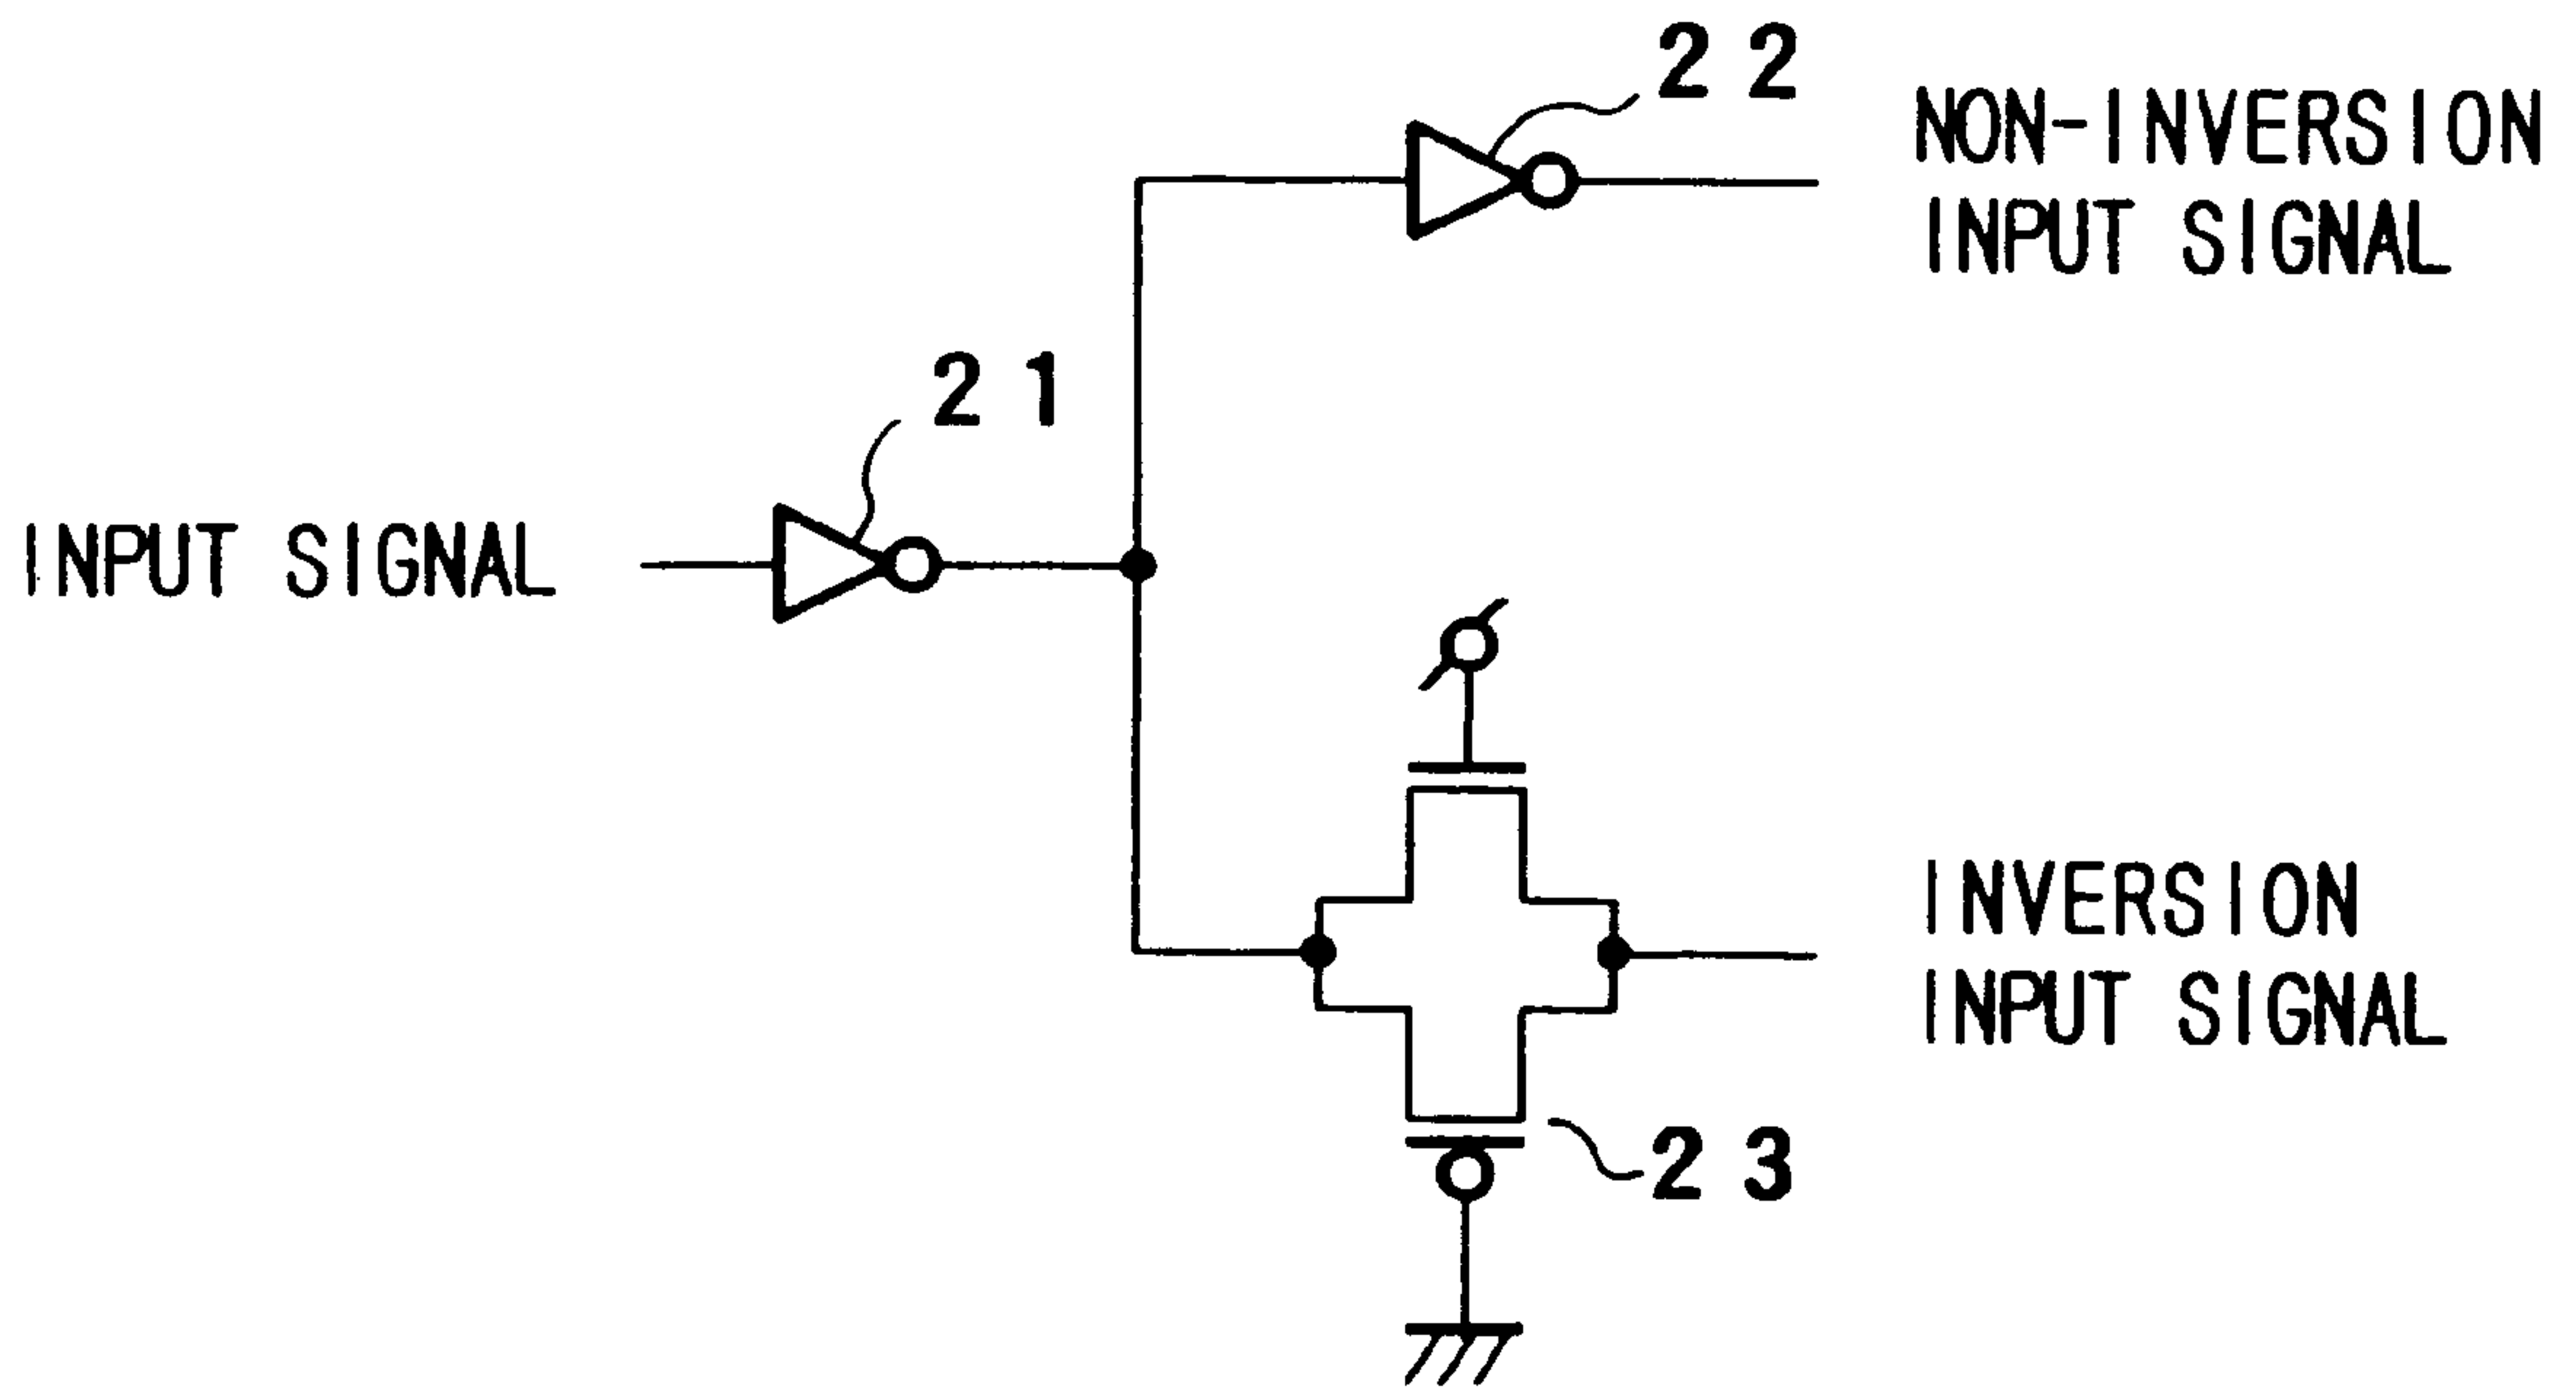 22
NON-INVERSION
INPUT SIGNAL
21
INPUT SIGNAL
INVERSION
INPUT SIGNAL
23